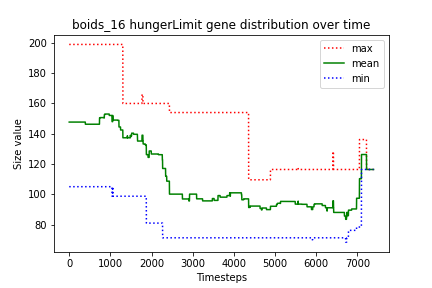 boids_16 hungerLimit gene distribution over time
200
180
160
140
120
100
80
Size value
max
mean
min
0 1000 2000 3000 4000 5000 6000 7000
Timesteps